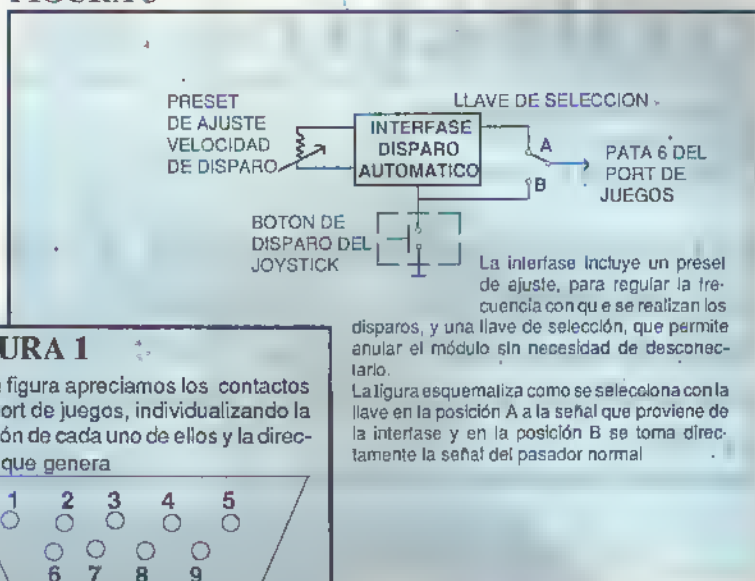 PRESET
DE AJUSTE
VELOCIDAD
DE DISPARO
LLAVE DE SELECCION
INTERFASE
DISPARO
AUTOMATICO
A
B
PATA 6 DEL
PORT DE
JUEGOS
BOTON DE
DISPARO DEL
JOYSTICK
La interfase incluye un preset
de ajuste, para regular la fre-
cuencia con qu e se realizan los
disparos, y una llave de selección, que permite
anular el módulo sin necesidad de desconec-
tarlo.
La figura esquematiza como se selecciona con la
llave en la posición A a la señal que proviene de
la interfase y en la posición B se toma direc-
tamente la señal del pasador normal
URA 1
figura apreciamos los contactos
ort de juegos, individualizando la
ón de cada uno de ellos y la direc-
que genera
1 2 3 4 5
6 7 8 9